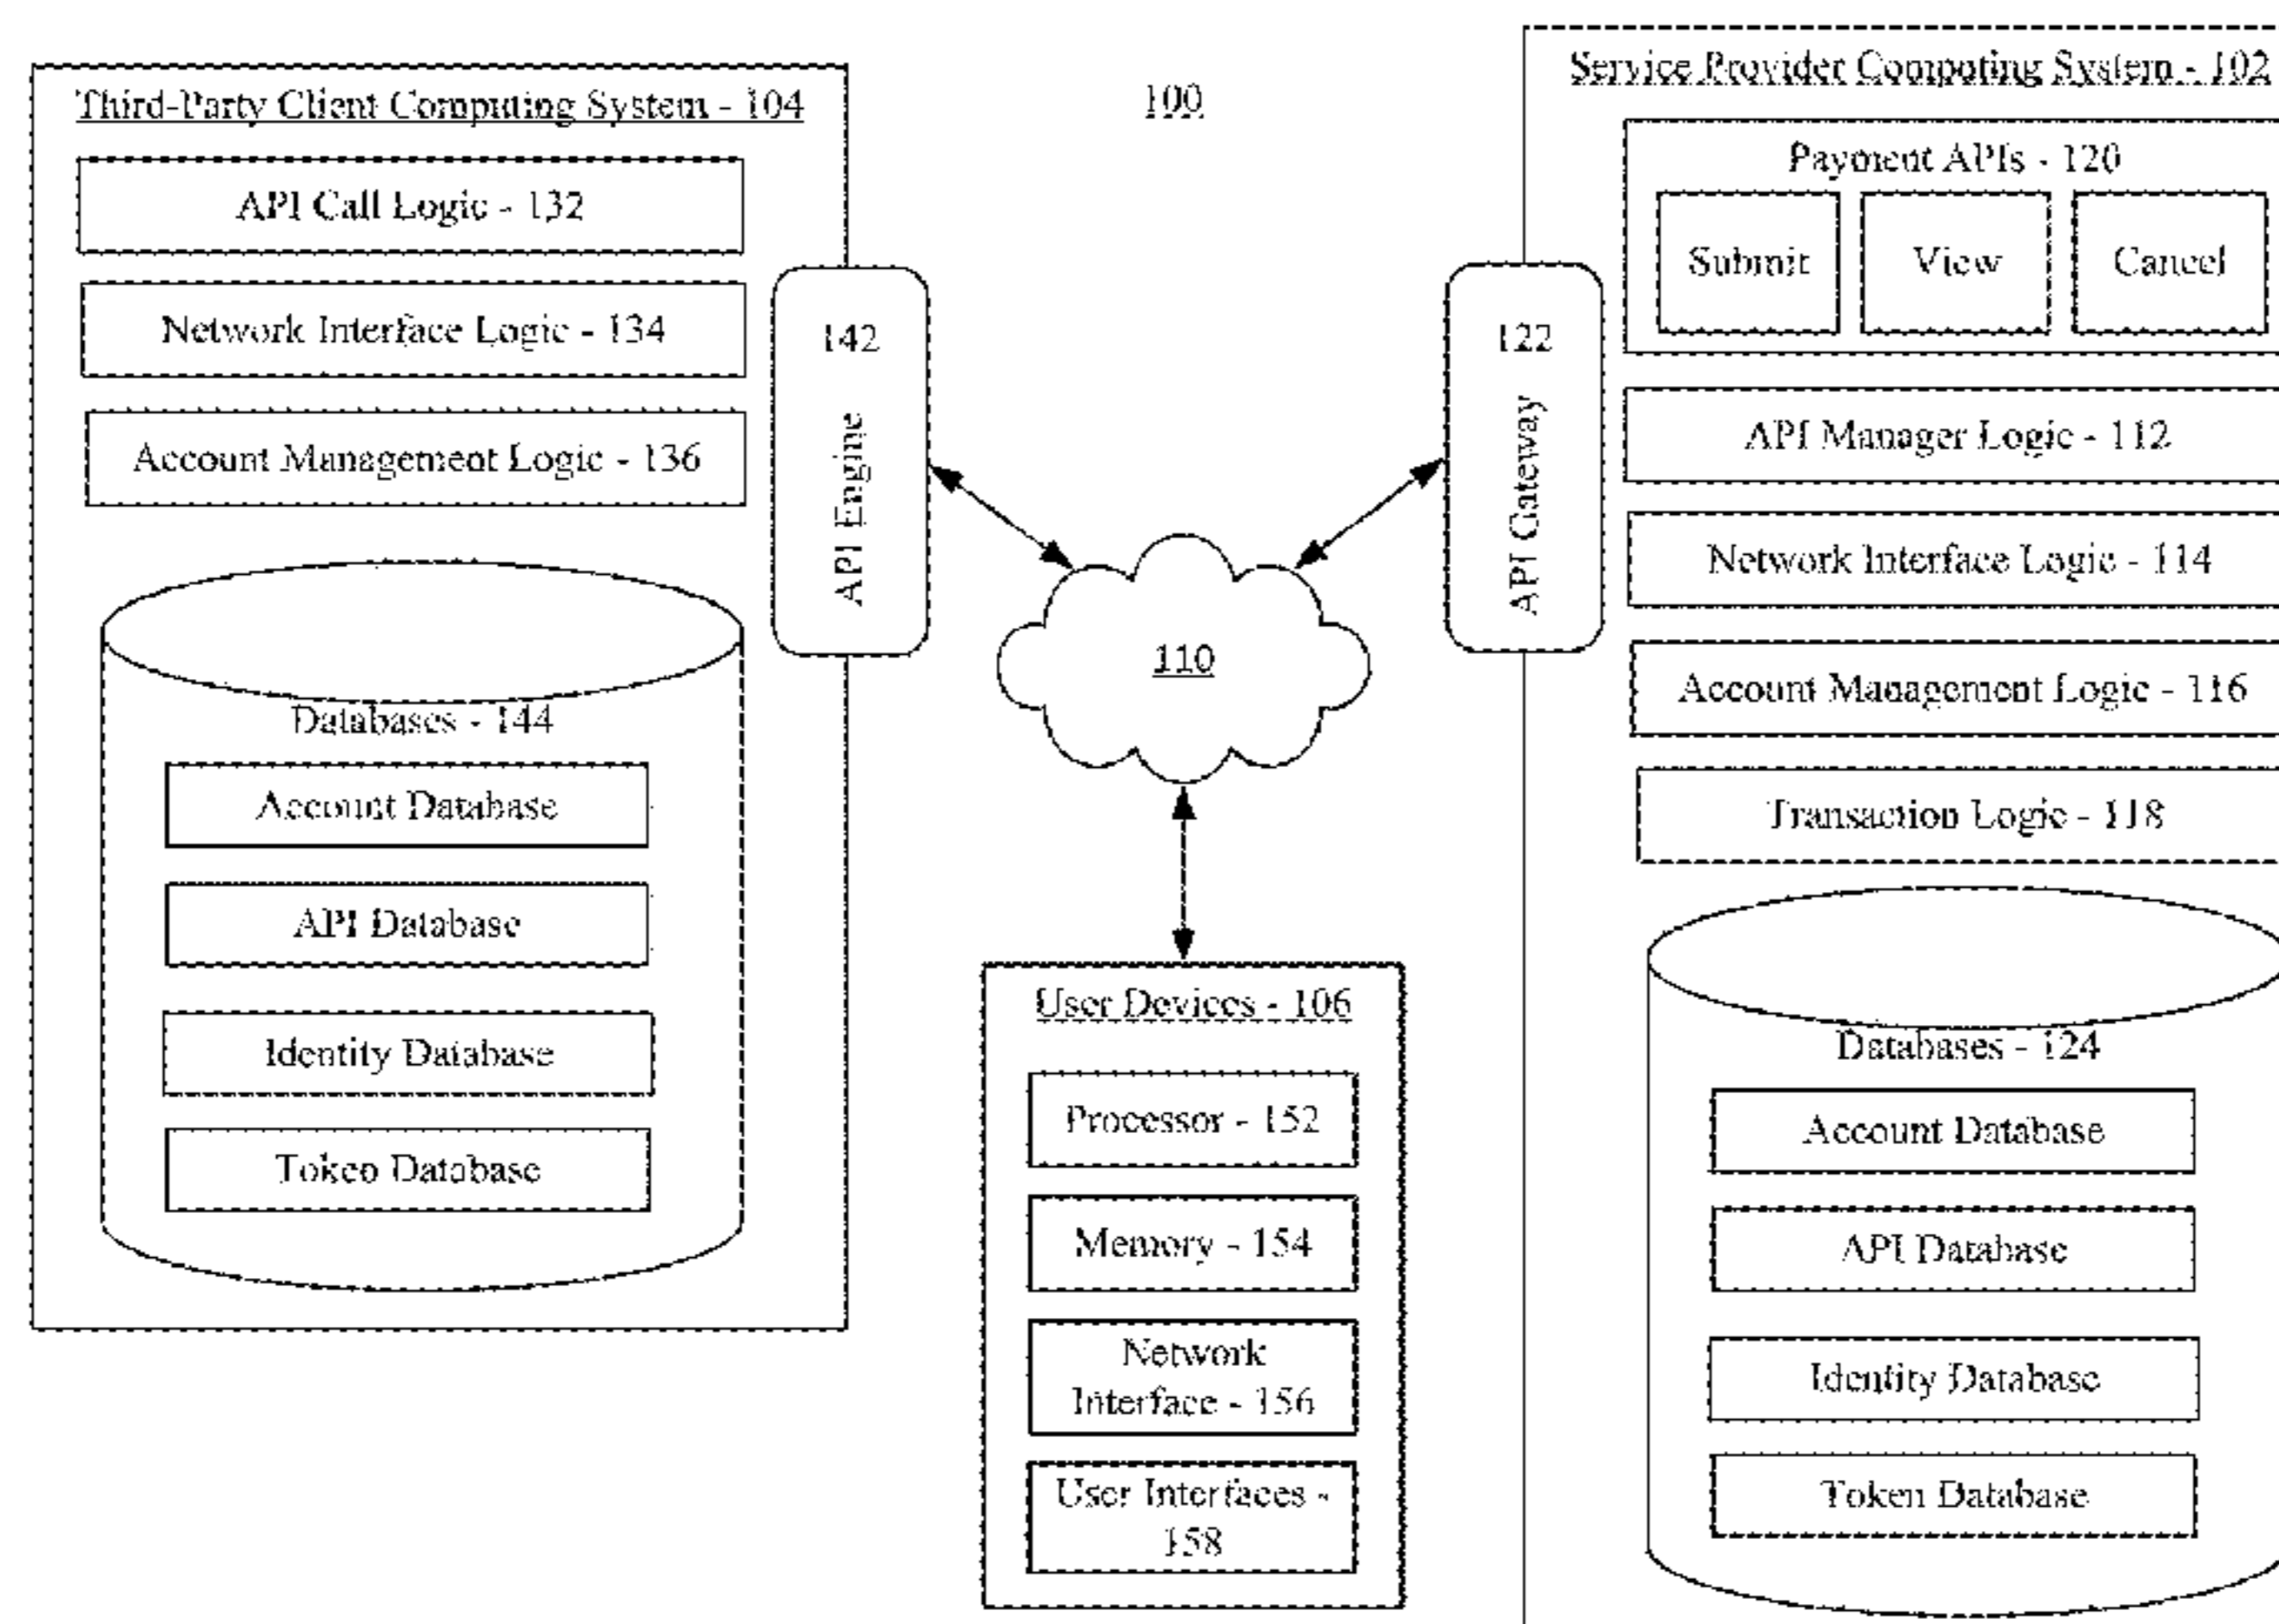 Third-Party Client Computing System - 104
API Call Logic - 132
Network Interface Logic - 134
Account Management Logic - 136
142
API Engine
Databases - 144
Account Database
API Database
Identity Database
Token Database
100
110
User Devices - 106
Processor - 152
Memory - 154
Network
Interface - 156
User Interfaces -
158
122
API Gateway
Service Provider Computing System - 102
Payment APIs - 120
Submit
View
Cancel
API Manager Logic - 112
Network Interface Logic - 114
Account Management Logic - 116
Transaction Logic - 118
Databases - 124
Account Database
API Database
Identity Database
Token Database